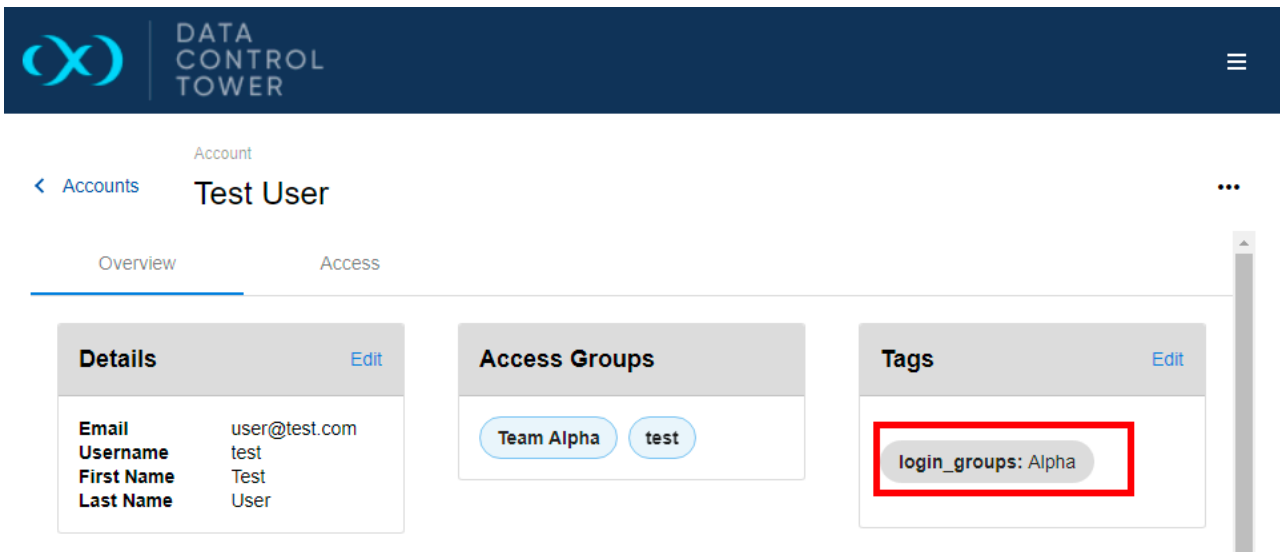 DATA
CONTROL
TOWER
Account
Accounts
Test User
Overview Access
Details Edit
Email user@test.com
Username test
First Name Test
Last Name User
Access Groups
Team Alpha test
Tags Edit
login_groups: Alpha